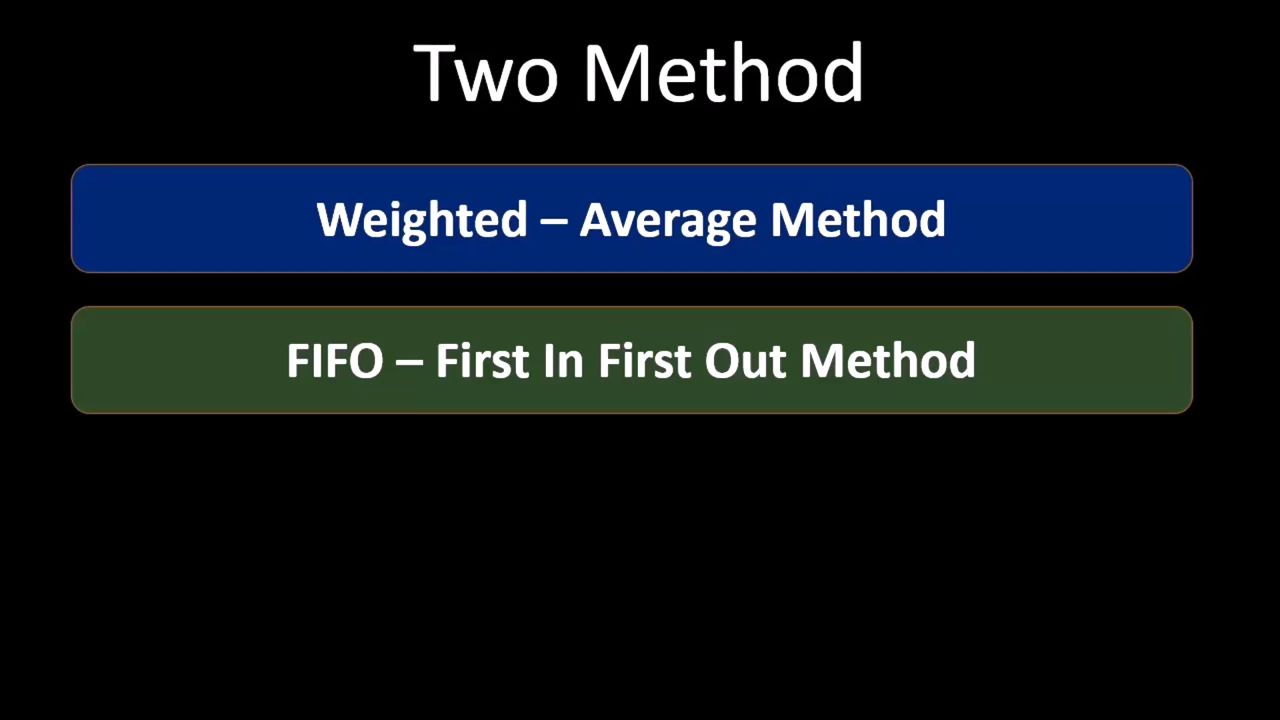 Two Method
Weighted – Average Method
FIFO – First In First Out Method